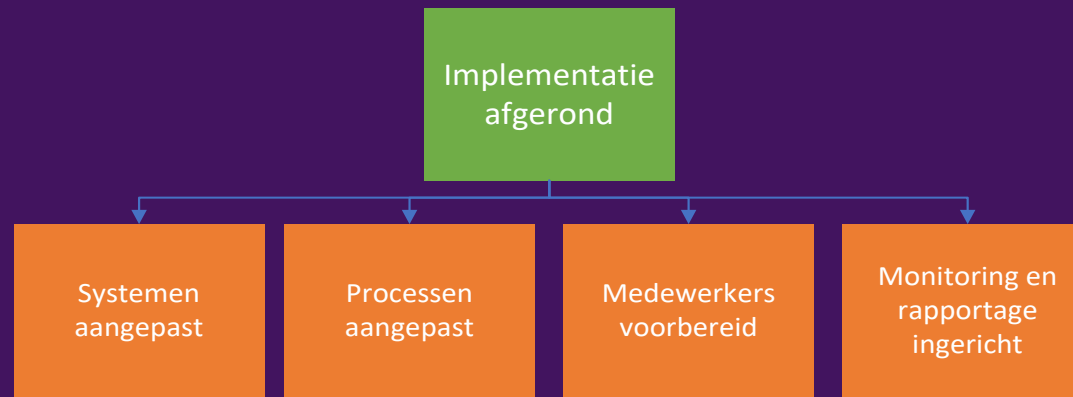 Implementatie
afgerond
Systemen
aangepast
Processen
aangepast
Medewerkers
voorbereid
Monitoring en
rapportage
ingericht